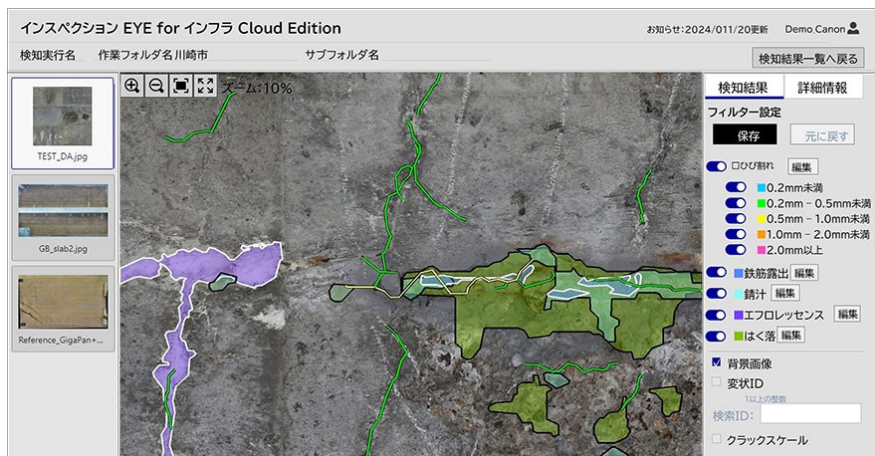 インスペクション EYE for インフラ Cloud Edition
お知らせ:2024/011/20更新 Demo Canon
検知実行名 作業フォルダ名 川崎市 サブフォルダ名
検知結果一覧へ戻る
TEST_DA.jpg
GB_slab2.jpg
Reference_GigaPan+...
ズーム:10%
検知結果 詳細情報
フィルター設定
保存 元に戻す
ひび割れ 編集
0.2mm未満
0.2mm – 0.5mm未満
0.5mm – 1.0mm未満
1.0mm – 2.0mm未満
2.0mm以上
鉄筋露出 編集
錆汁 編集
エフロレッセンス 編集
はく落 編集
背景画像
変状ID
1以上の整数
検索ID:
クラックスケール